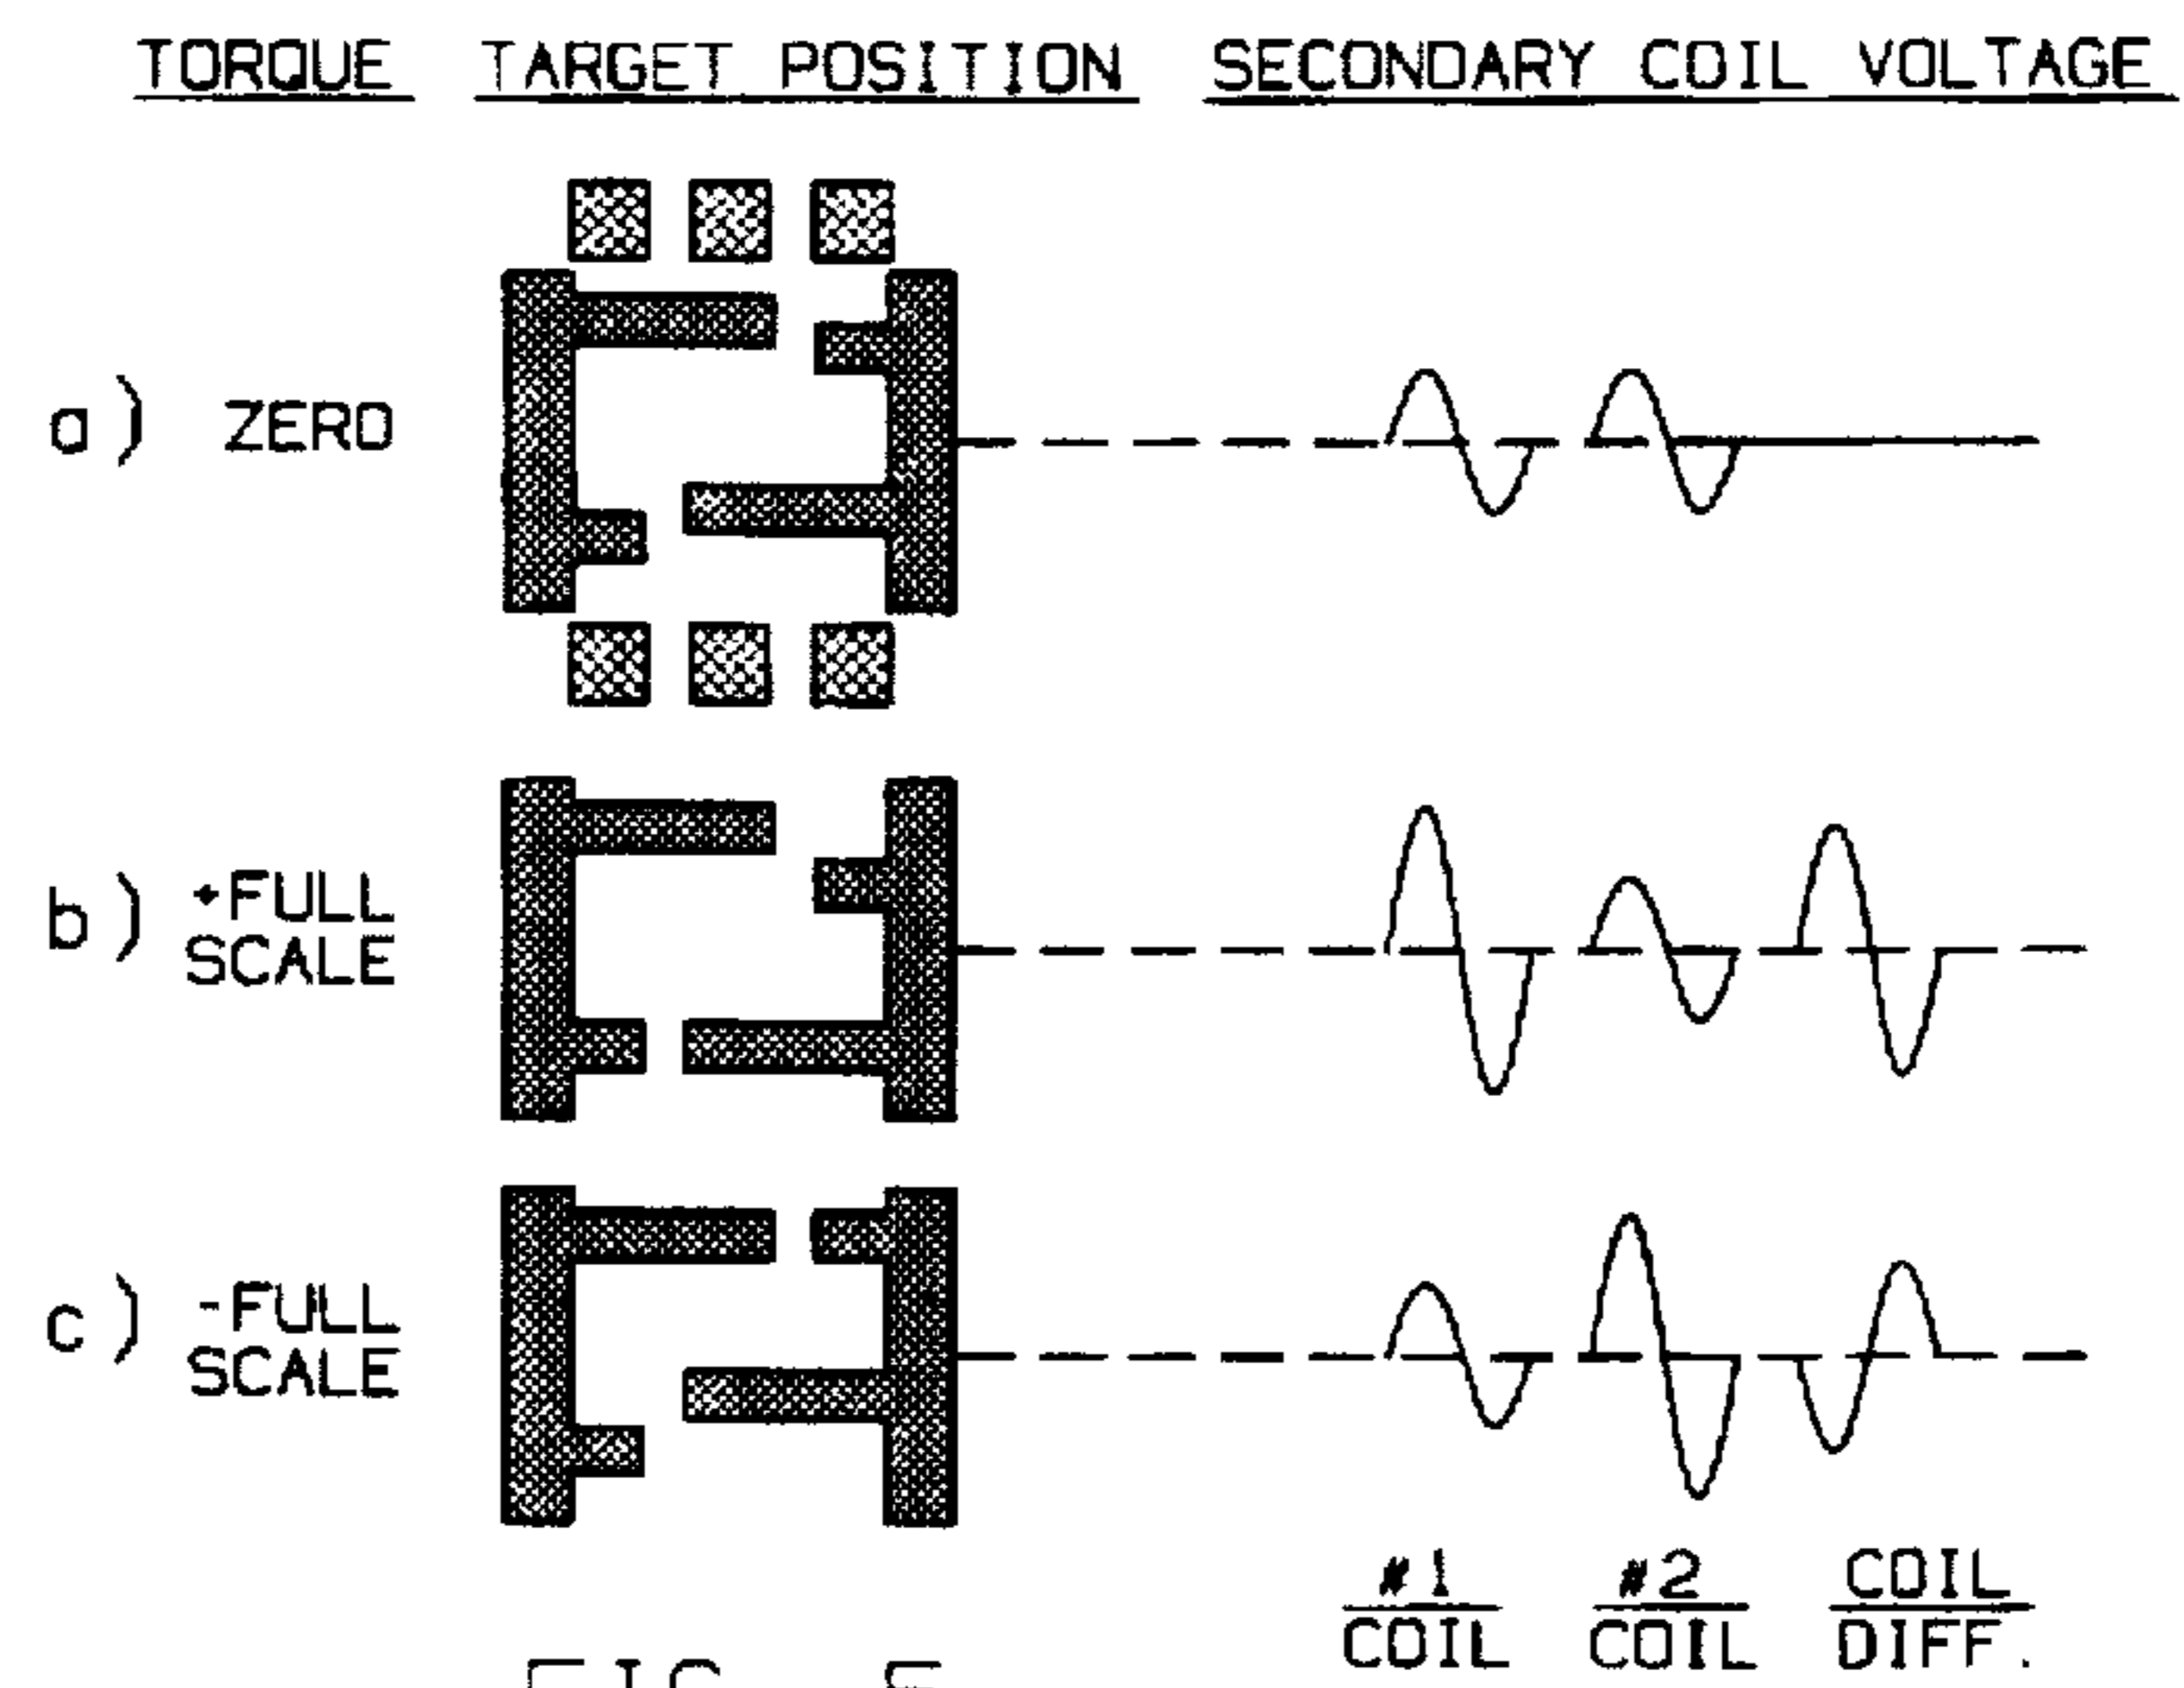 TORQUE TARGET POSITION SECONDARY COIL VOLTAGE
a) ZERO
b) +FULL
SCALE
c) -FULL
SCALE
#1 #2 COIL
COIL COIL DIFF.